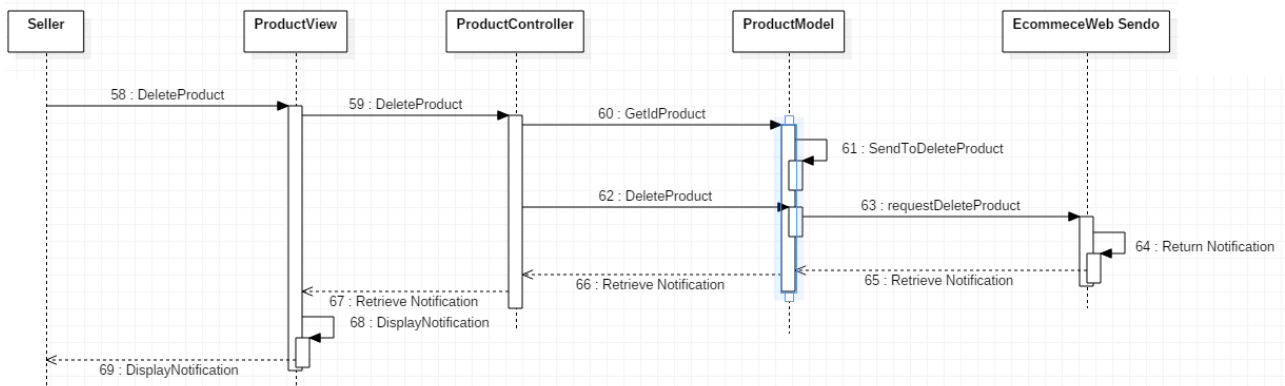 Seller
ProductView
ProductController
ProductModel
EcommeceWeb Sendo
58 : DeleteProduct
59 : DeleteProduct
60 : GetIdProduct
61 : SendToDeleteProduct
62 : DeleteProduct
63 : requestDeleteProduct
64 : Return Notification
65 : Retrieve Notification
66 : Retrieve Notification
67 : Retrieve Notification
68 : DisplayNotification
69 : DisplayNotification